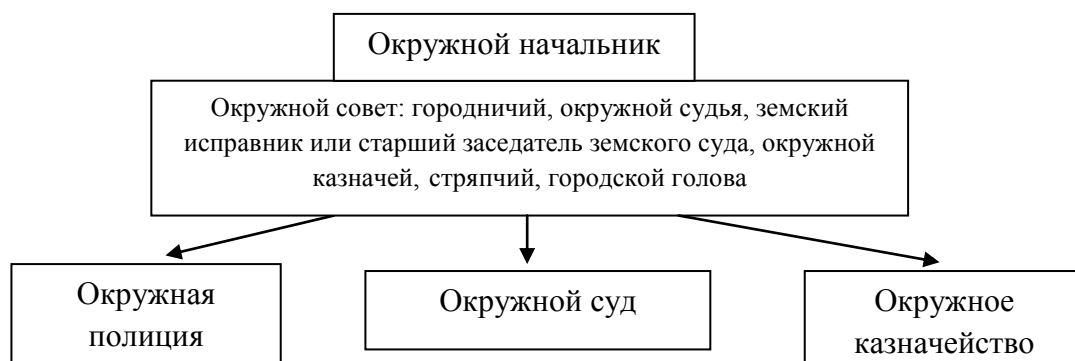 Окружной начальник
Окружной совет: городничий, окружной судья, земский
исправник или старший заседатель земского суда, окружной
казначей, стряпчий, городской голова
Окружная
полиция
Окружной суд
Окружное
казначейство